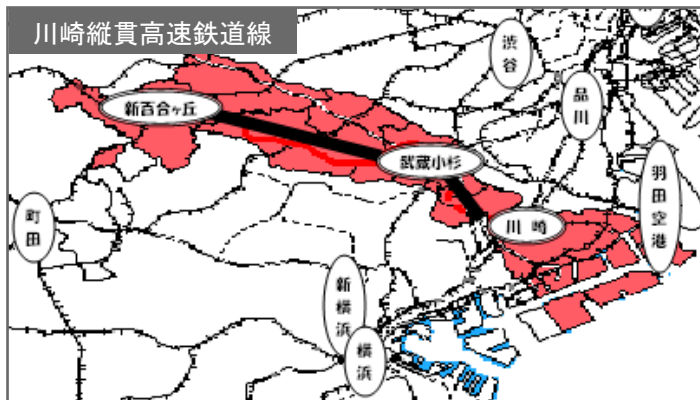 川崎縦貫高速鉄道線
渋谷
新百合ヶ丘
品川
武蔵小杉
羽田空港
町田
川崎
新横浜
横浜